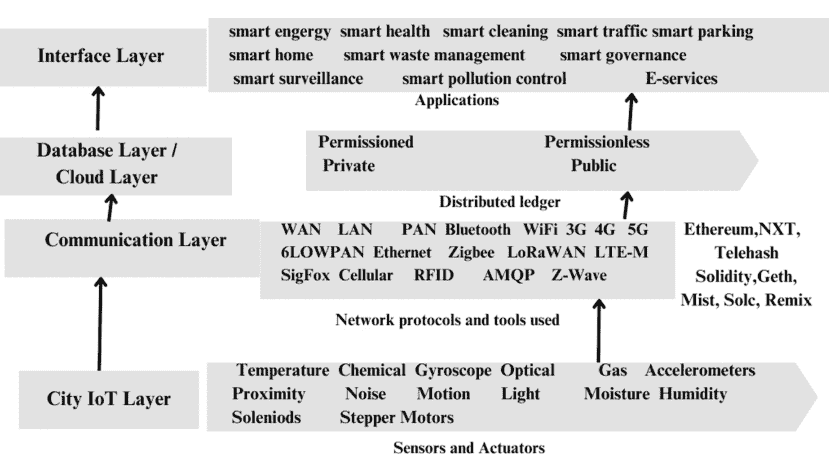 Interface Layer
smart engergy smart health smart cleaning smart traffic smart parking
smart home smart waste management smart governance
smart surveillance smart pollution control E-services
Applications
Database Layer /
Cloud Layer
Permissioned Permissionless
Private Public
Distributed ledger
Communication Layer
WAN LAN PAN Bluetooth WiFi 3G 4G 5G
6LOWPAN Ethernet Zigbee LoRaWAN LTE-M
SigFox Cellular RFID AMQP Z-Wave
Network protocols and tools used
Ethereum,NXT,
Telehash
Solidity,Geth,
Mist, Solc, Remix
City IoT Layer
Temperature Chemical Gyroscope Optical Gas Accelerometers
Proximity Noise Motion Light Moisture Humidity
Soleniods Stepper Motors
Sensors and Actuators